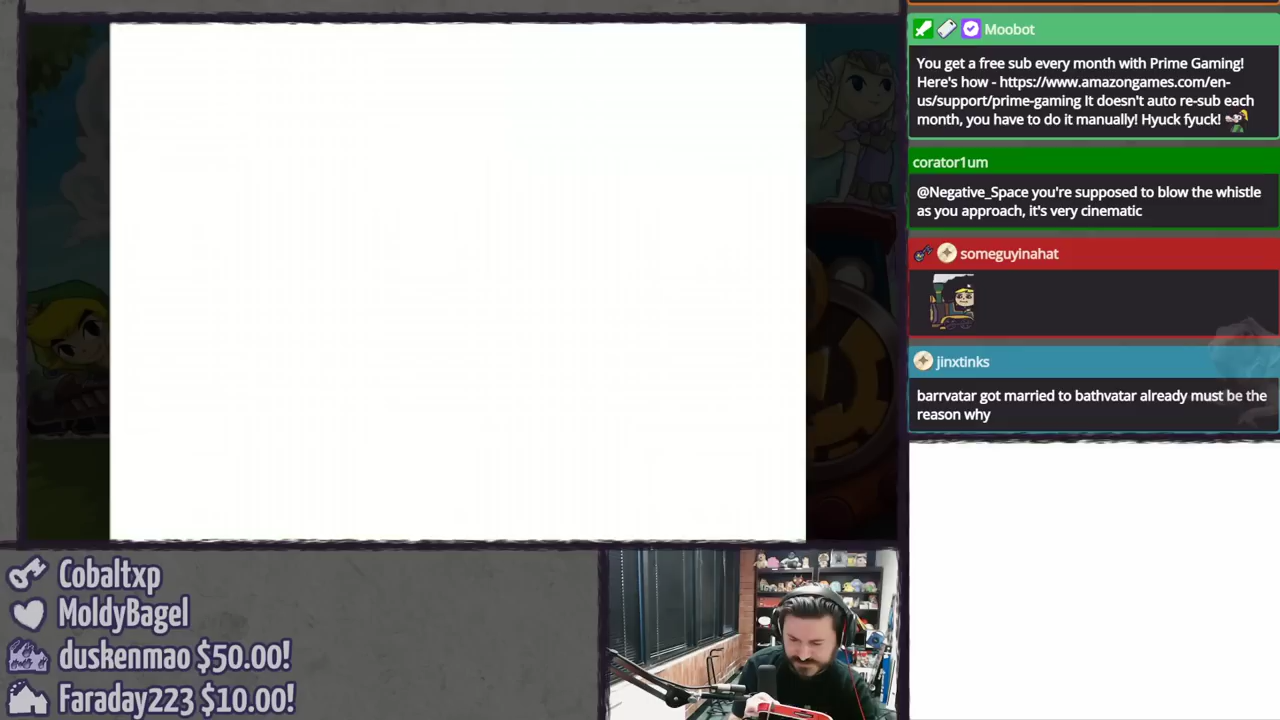 Moobot
You get a free sub every month with Prime Gaming!
Here's how - https://www.amazongames.com/en-
us/support/prime-gaming It doesn't auto re-sub each
month, you have to do it manually! Hyuck fyuck!
corator1um
@Negative_Space you're supposed to blow the whistle
as you approach, it's very cinematic
someguyinahat
jinxtinks
barrvatar got married to bathvatar already must be the
reason why
Cobaltxp
MoldyBagel
duskenmao $50.00!
Faraday223 $10.00!